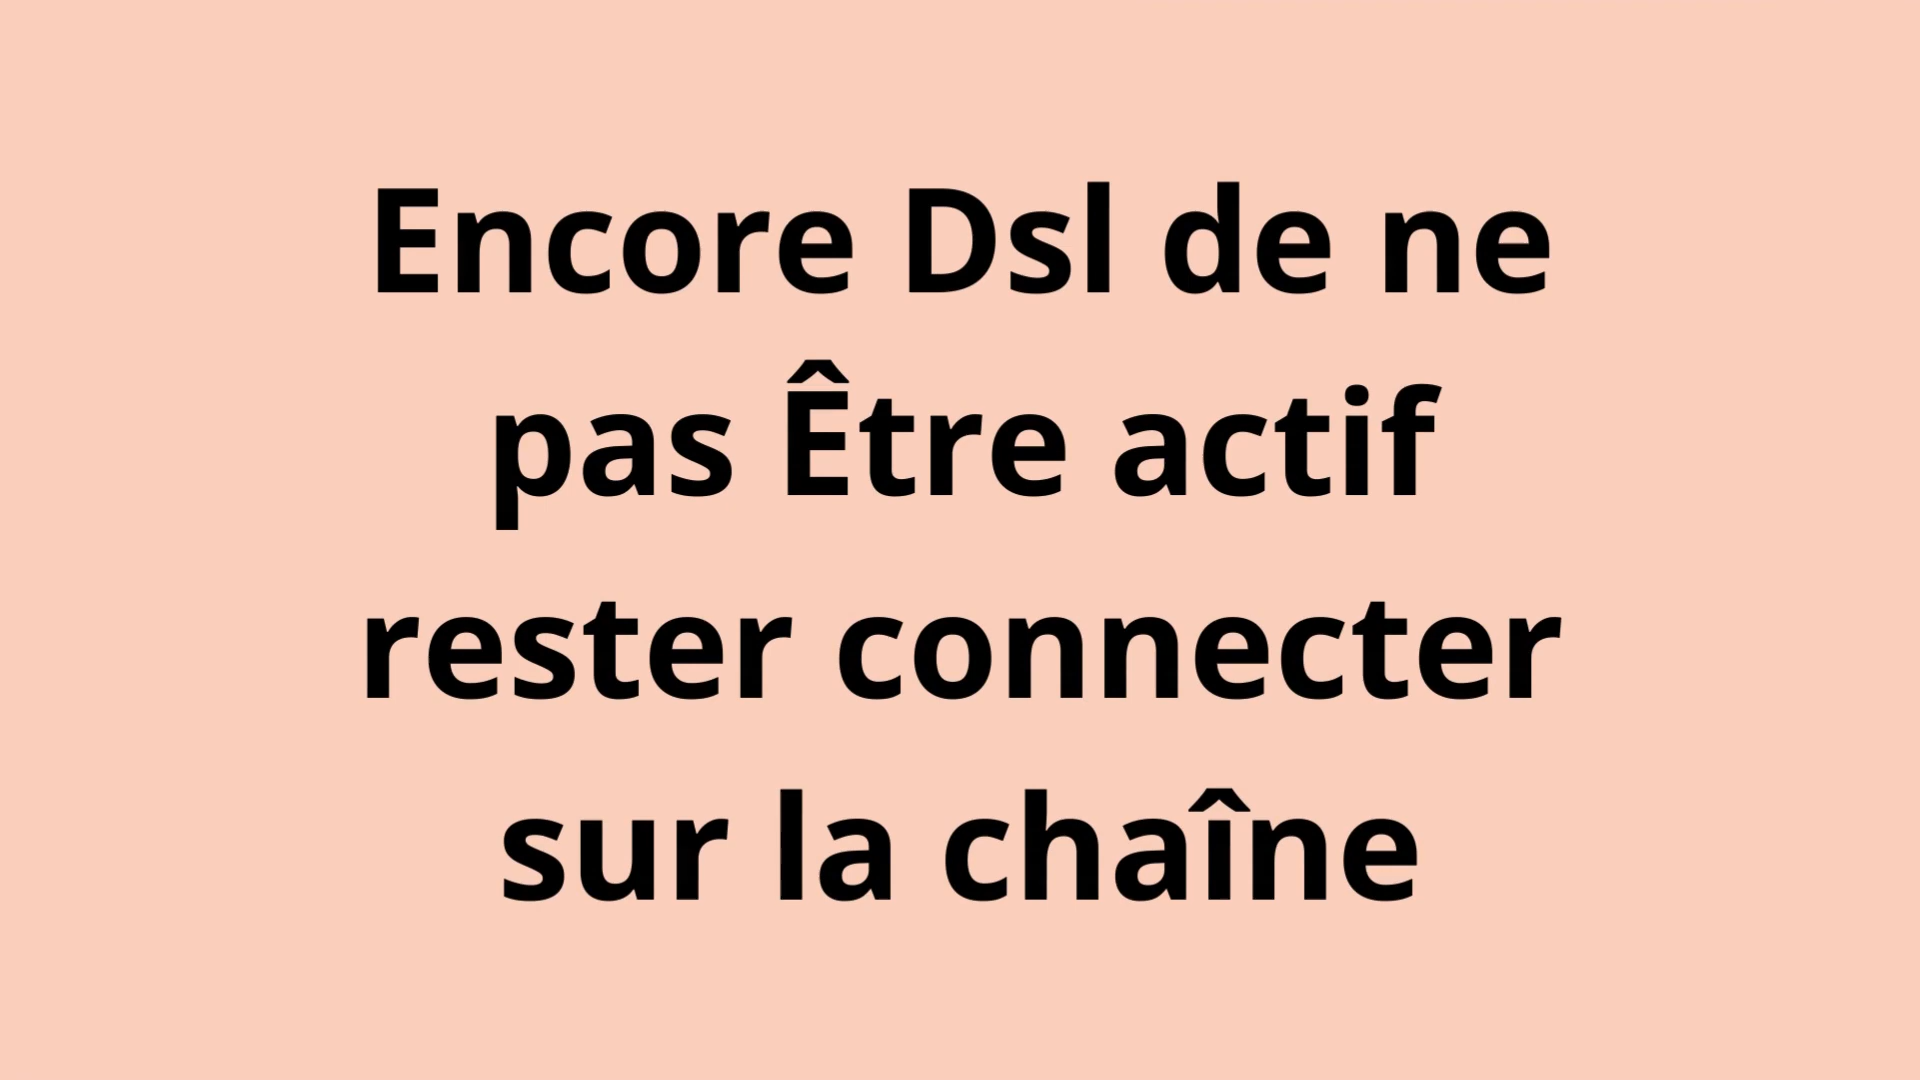 Encore Dsl de ne
pas Être actif
rester connecter
sur la chaîne